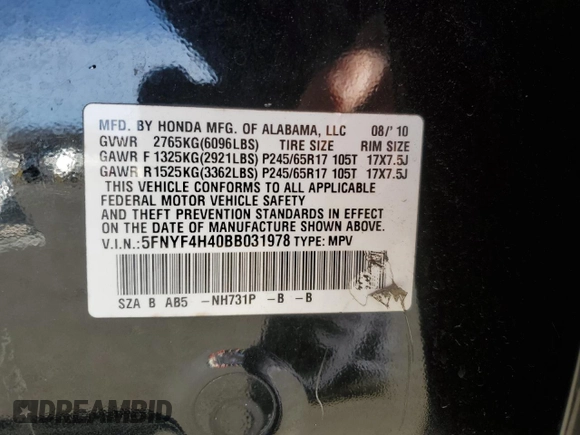 MFD. BY HONDA MFG. OF ALABAMA, LLC 08/'10
GVWR 2765KG(6096LBS) TIRE SIZE RIM SIZE
GAWR F 1325KG(2921LBS) P245/65R17 105T 17X7.5J
GAWR R1525KG(3362LBS) P245/65R17 105T 17X7.5J
THIS VEHICLE CONFORMS TO ALL APPLICABLE
FEDERAL MOTOR VEHICLE SAFETY
AND THEFT PREVENTION STANDARDS IN EFFECT
ON THE DATE OF MANUFACTURE SHOWN ABOVE.
V.I.N.:5FNYF4H40BB031978 TYPE: MPV
SZA B AB5 -NH731P -B -B
DREAMBID